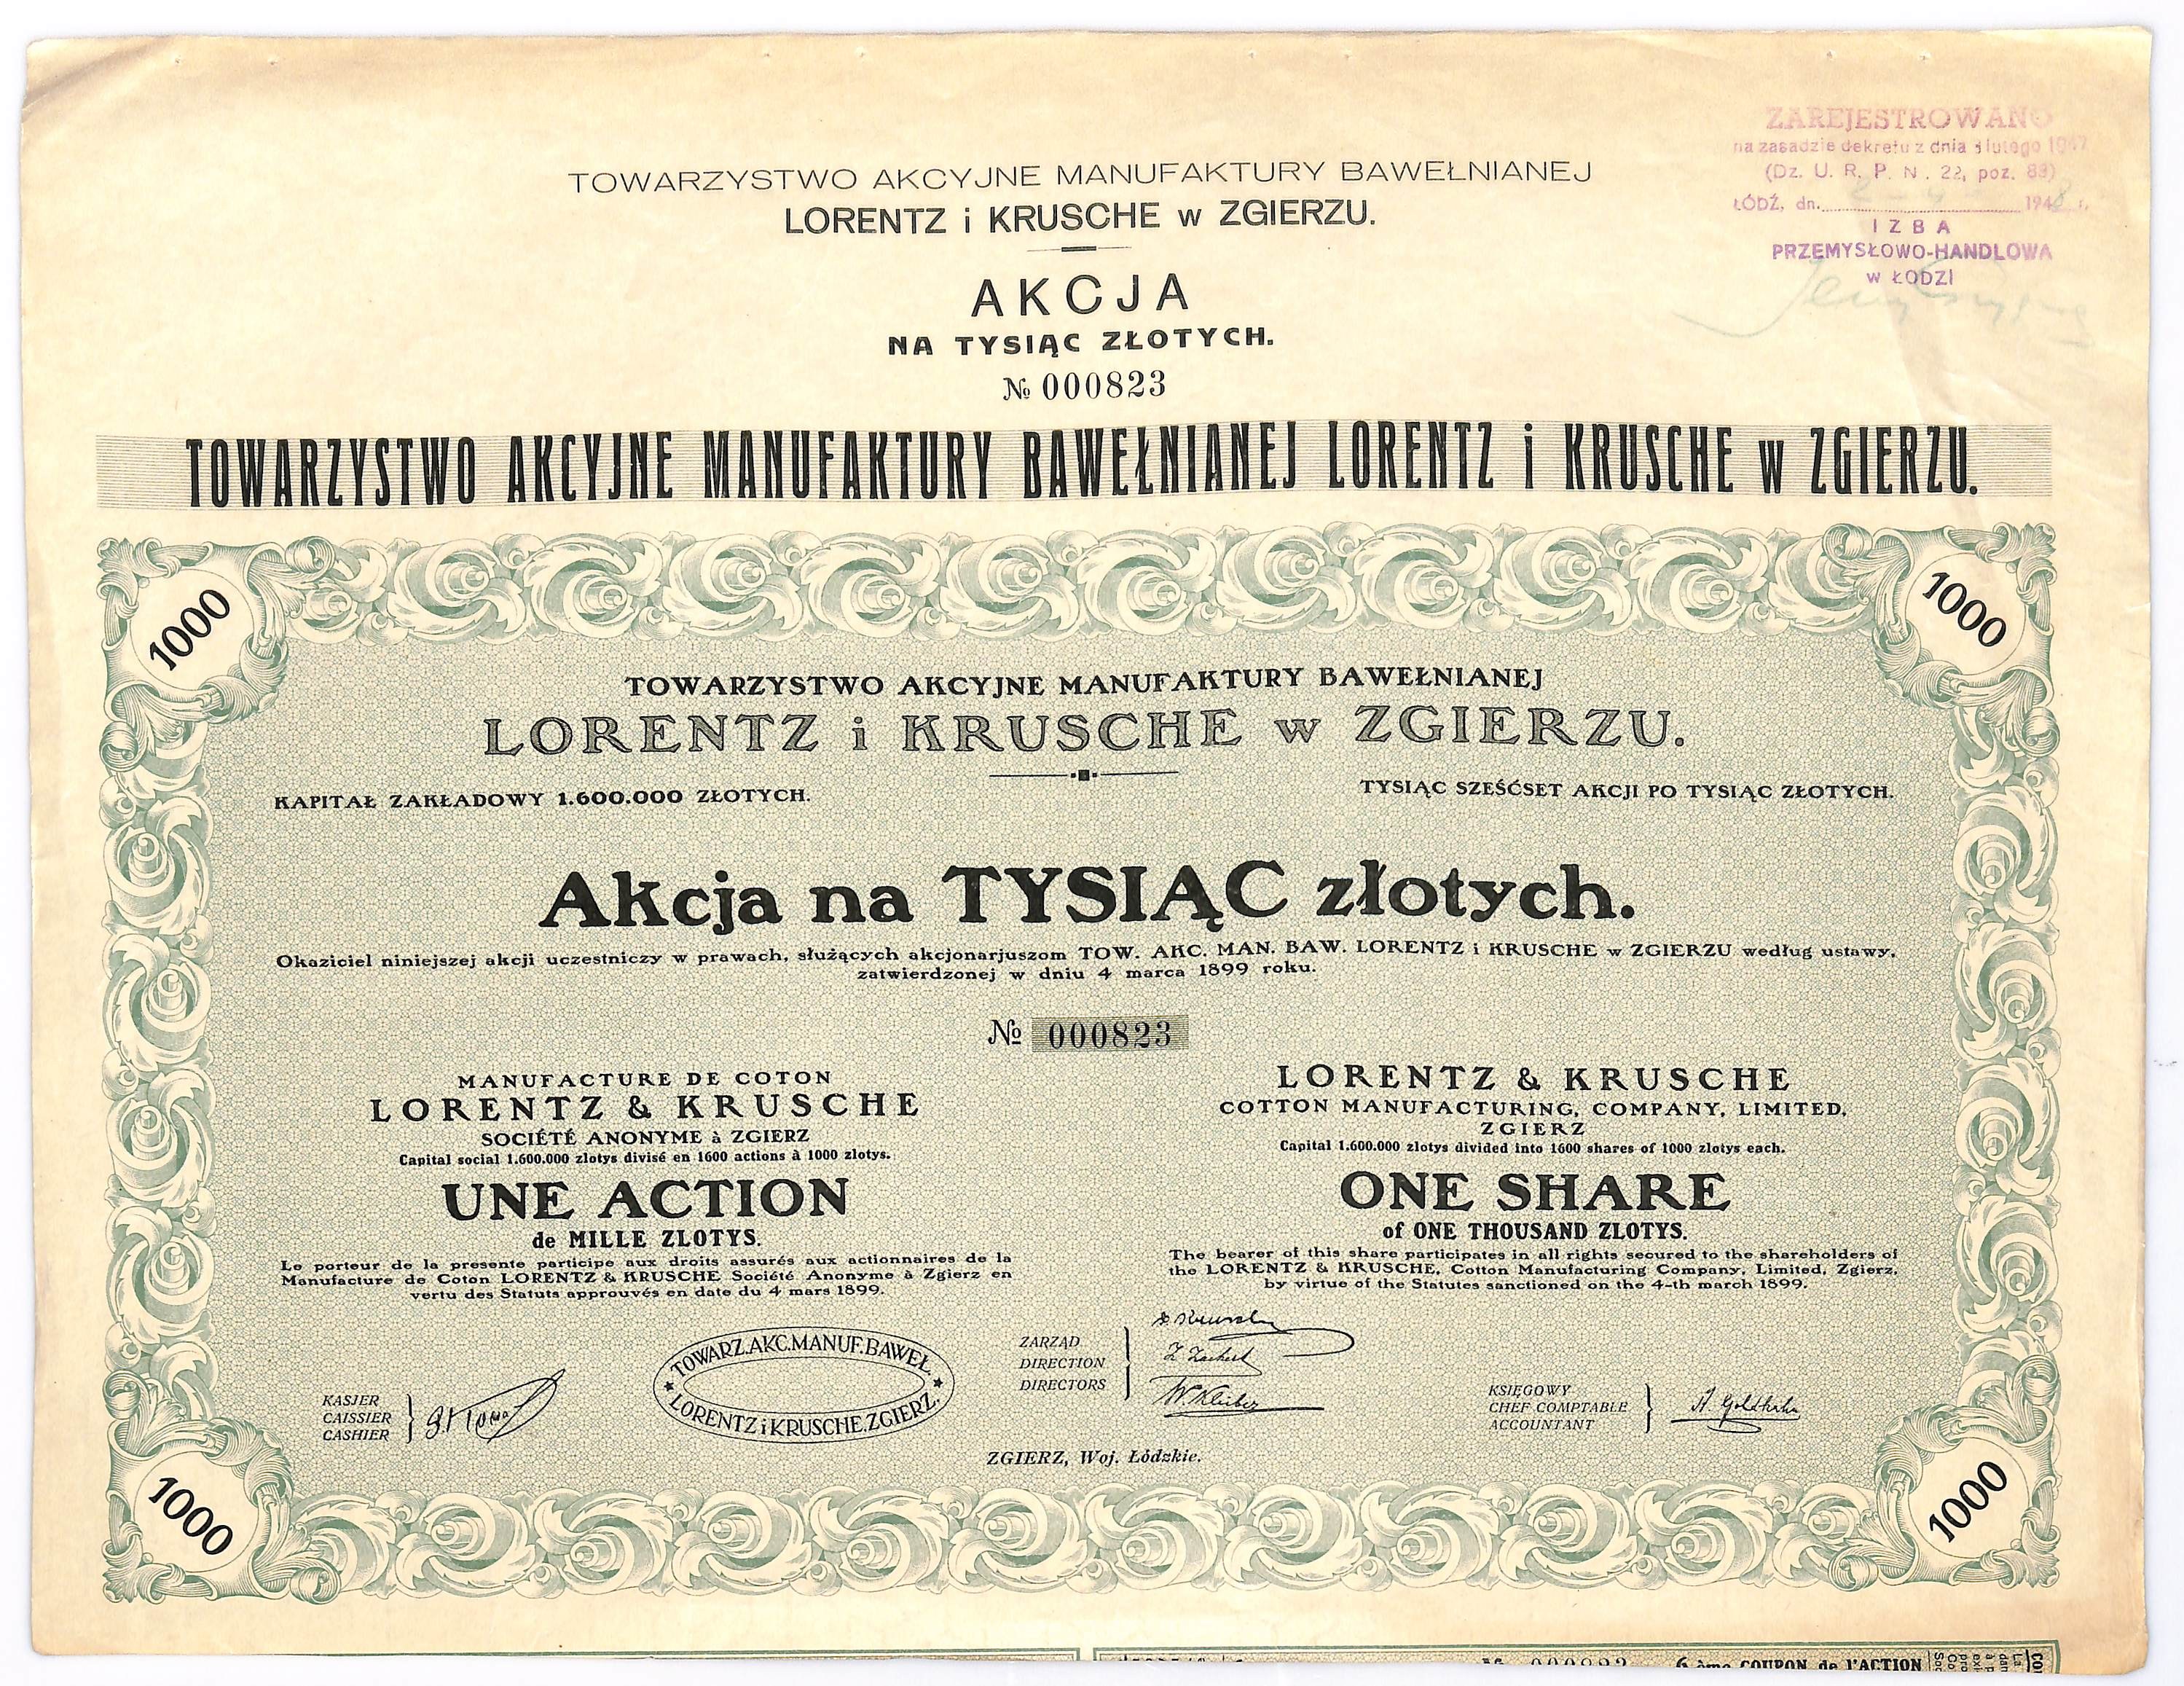 ZAREJESTROWANO
na zasadzie dekretu z dnia 3 lutego 1947
(Dz. U. R. P. N. 22, poz. 83)
ŁÓDŹ, dn. 194 r.
IZBA
PRZEMYSŁOWO-HANDLOWA
w ŁODZI
TOWARZYSTWO AKCYJNE MANUFAKTURY BAWEŁNIANEJ
LORENTZ i KRUSCHE w ZGIERZU.
AKCJA
NA TYSIĄC ZŁOTYCH.
№ 000823
TOWARZYSTWO AKCYJNE MANUFAKTURY BAWEŁNIANEJ LORENTZ i KRUSCHE w ZGIERZU.
1000
1000
TOWARZYSTWO AKCYJNE MANUFAKTURY BAWEŁNIANEJ
LORENTZ i KRUSCHE w ZGIERZU.
KAPITAŁ ZAKŁADOWY 1.600.000 ZŁOTYCH.
TYSIĄC SZEŚĆSET AKCJI PO TYSIĄC ZŁOTYCH.
Akcja na TYSIĄC złotych.
Okaziciel niniejszej akcji uczestniczy w prawach, służących akcjonarjuszom TOW. AKC. MAN. BAW. LORENTZ i KRUSCHE w ZGIERZU według ustawy,
zatwierdzonej w dniu 4 marca 1899 roku.
№ 000823
MANUFACTURE DE COTON
LORENTZ & KRUSCHE
SOCIÉTÉ ANONYME à ZGIERZ
Capital social 1.600.000 zlotys divisé en 1600 actions à 1000 zlotys.
UNE ACTION
de MILLE ZLOTYS.
Le porteur de la presente participe aux droits assurés aux actionnaires de la
Manufacture de Coton LORENTZ & KRUSCHE Société Anonyme à Zgierz en
vertu des Statuts approuvés en date du 4 mars 1899.
LORENTZ & KRUSCHE
COTTON MANUFACTURING, COMPANY, LIMITED,
ZGIERZ
Capital 1.600.000 zlotys divided into 1600 shares of 1000 zlotys each.
ONE SHARE
of ONE THOUSAND ZLOTYS.
The bearer of this share participates in all rights secured to the shareholders of
the LORENTZ & KRUSCHE, Cotton Manufacturing Company, Limited, Zgierz,
by virtue of the Statutes sanctioned on the 4-th march 1899.
KASJER
CAISSIER
CASHIER
TOWARZ.AKC.MANUF.BAWEŁ.
LORENTZ i KRUSCHE.ZGIERZ.
ZARZĄD
DIRECTION
DIRECTORS
Z. Zachert
W. Kleiber
KSIĘGOWY
CHEF COMPTABLE
ACCOUNTANT
ZGIERZ, Woj. Łódzkie.
1000
1000
№ 000823
6 ème COUPON de l'ACTION